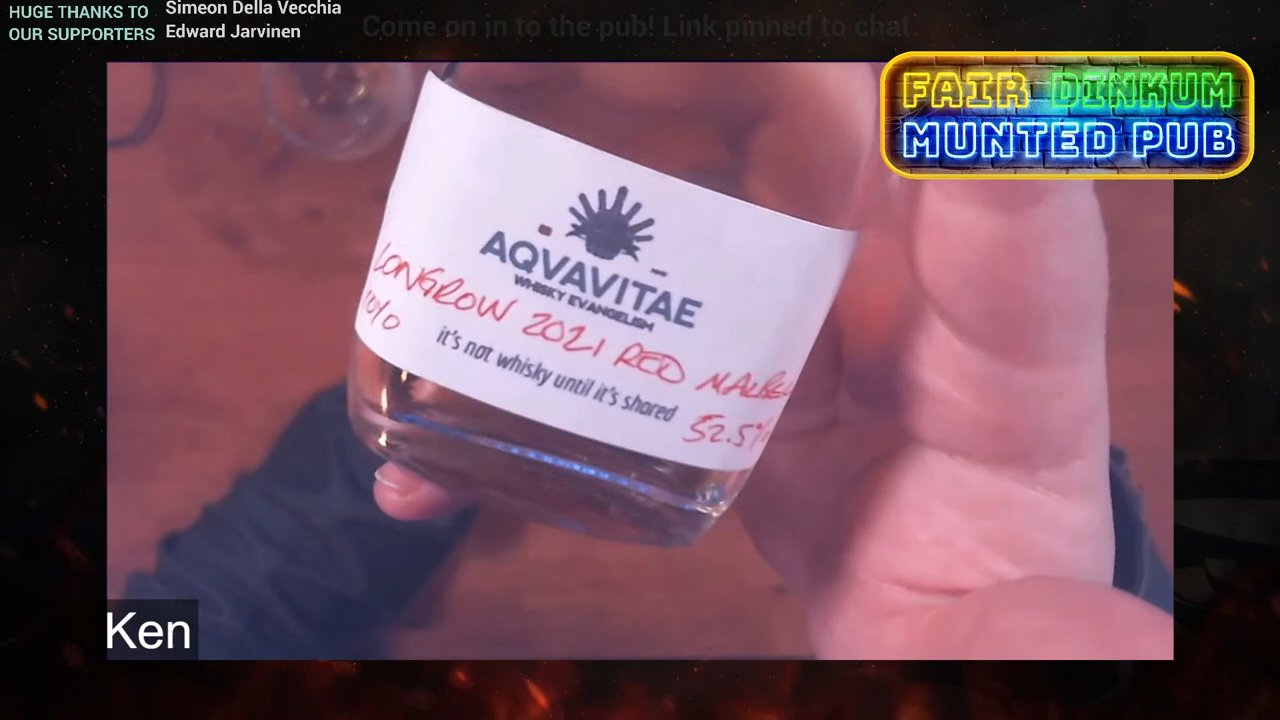 HUGE THANKS TO
OUR SUPPORTERS
Simeon Della Vecchia
Edward Jarvinen
Come on in to the pub! Link pinned to chat.
FAIR DINKUM
MUNTED PUB
AQVAVITAE
WHISKY EVANGELISM
LONGROW 2021 RED
it's not whisky until it's shared
52.5%
Ken